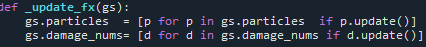 def _update_fx(gs):
    gs.particles  = [p for p in gs.particles  if p.update()]
    gs.damage_nums= [d for d in gs.damage_nums if d.update()]